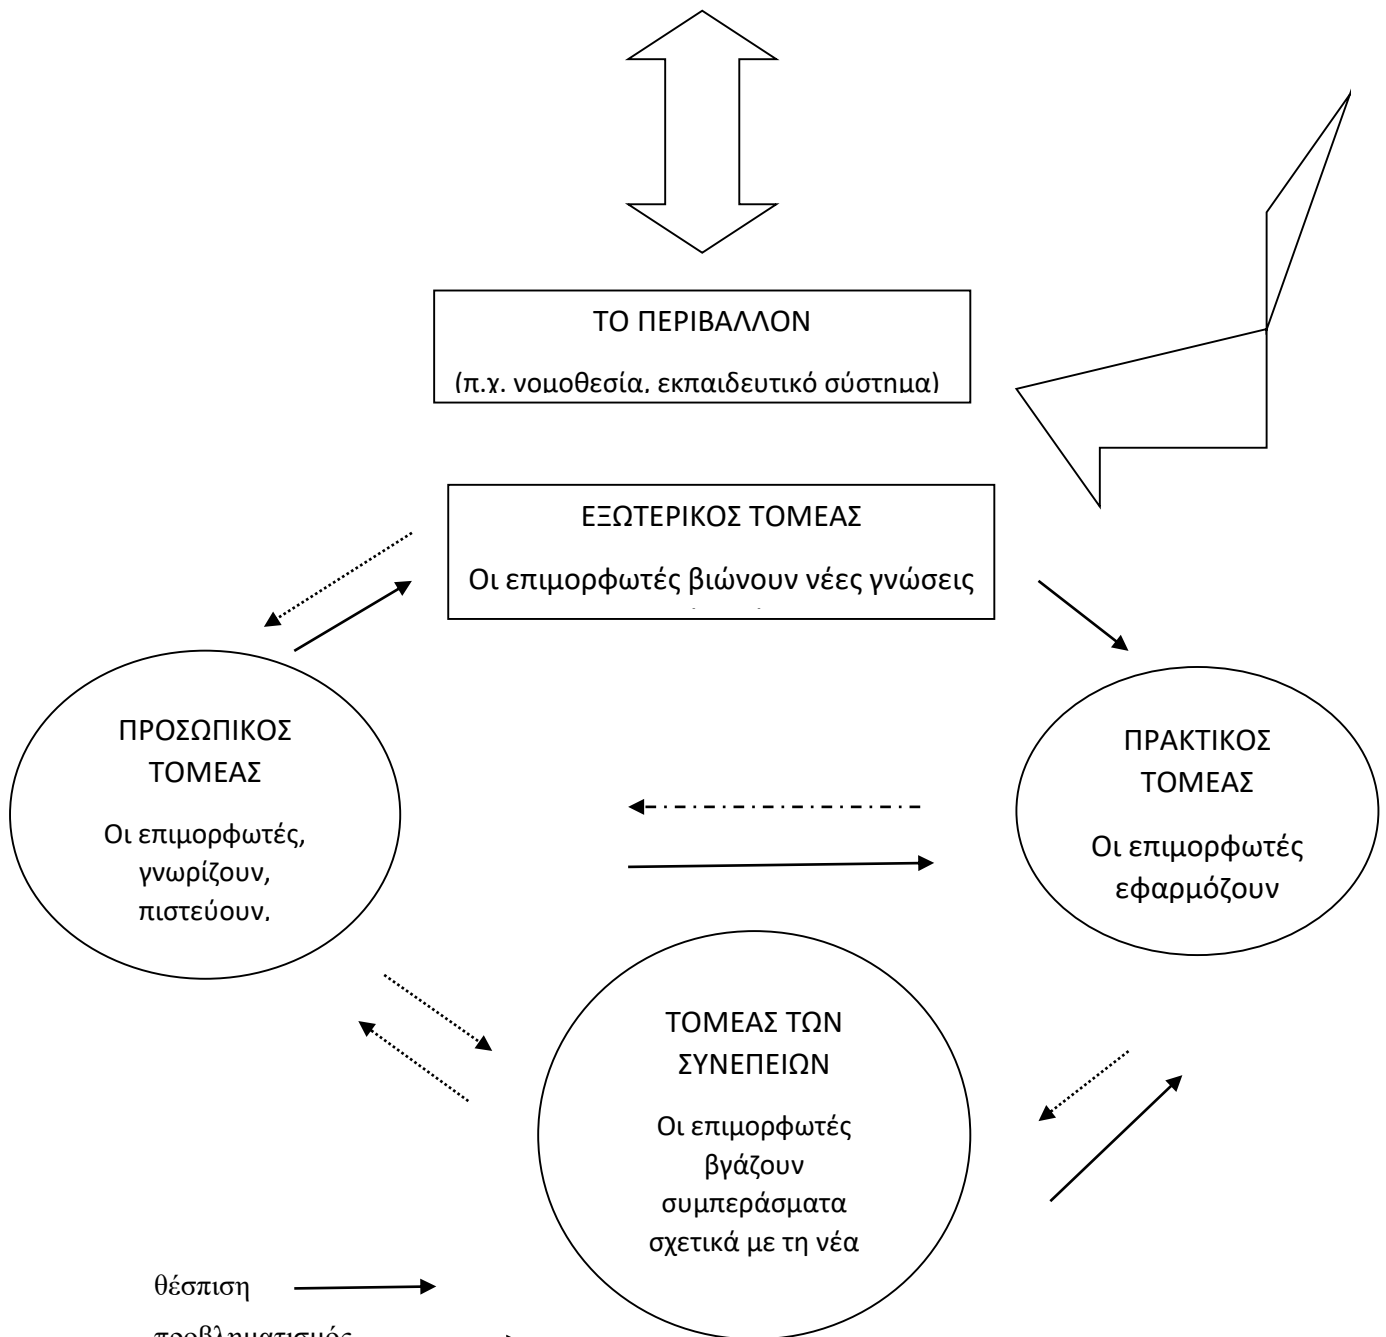 ΤΟ ΠΕΡΙΒΑΛΛΟΝ
(π.χ. νομοθεσία, εκπαιδευτικό σύστημα)
ΕΞΩΤΕΡΙΚΟΣ ΤΟΜΕΑΣ
Οι επιμορφωτές βιώνουν νέες γνώσεις
ΠΡΟΣΩΠΙΚΟΣ
ΤΟΜΕΑΣ
Οι επιμορφωτές,
γνωρίζουν,
πιστεύουν,
ΠΡΑΚΤΙΚΟΣ
ΤΟΜΕΑΣ
Οι επιμορφωτές
εφαρμόζουν
ΤΟΜΕΑΣ ΤΩΝ
ΣΥΝΕΠΕΙΩΝ
Οι επιμορφωτές
βγάζουν
συμπεράσματα
σχετικά με τη νέα
θέσπιση
προβληματισμός